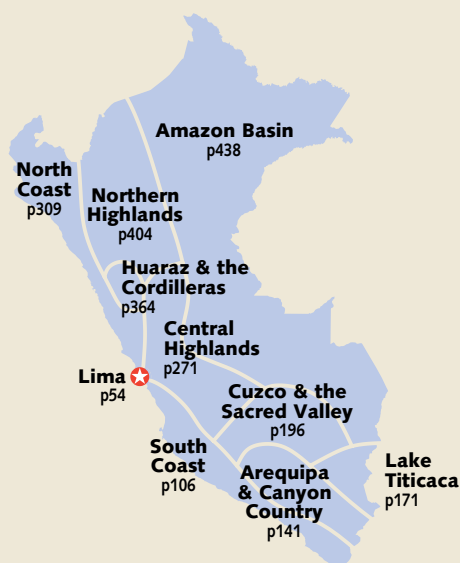 Amazon Basin
p438
North
Coast
p309
Northern
Highlands
p404
Huaraz & the
Cordilleras
p364
Central
Highlands
p271
Lima
p54
Cuzco & the
Sacred Valley
p196
South
Coast
p106
Arequipa
& Canyon
Country
p141
Lake
Titicaca
p171